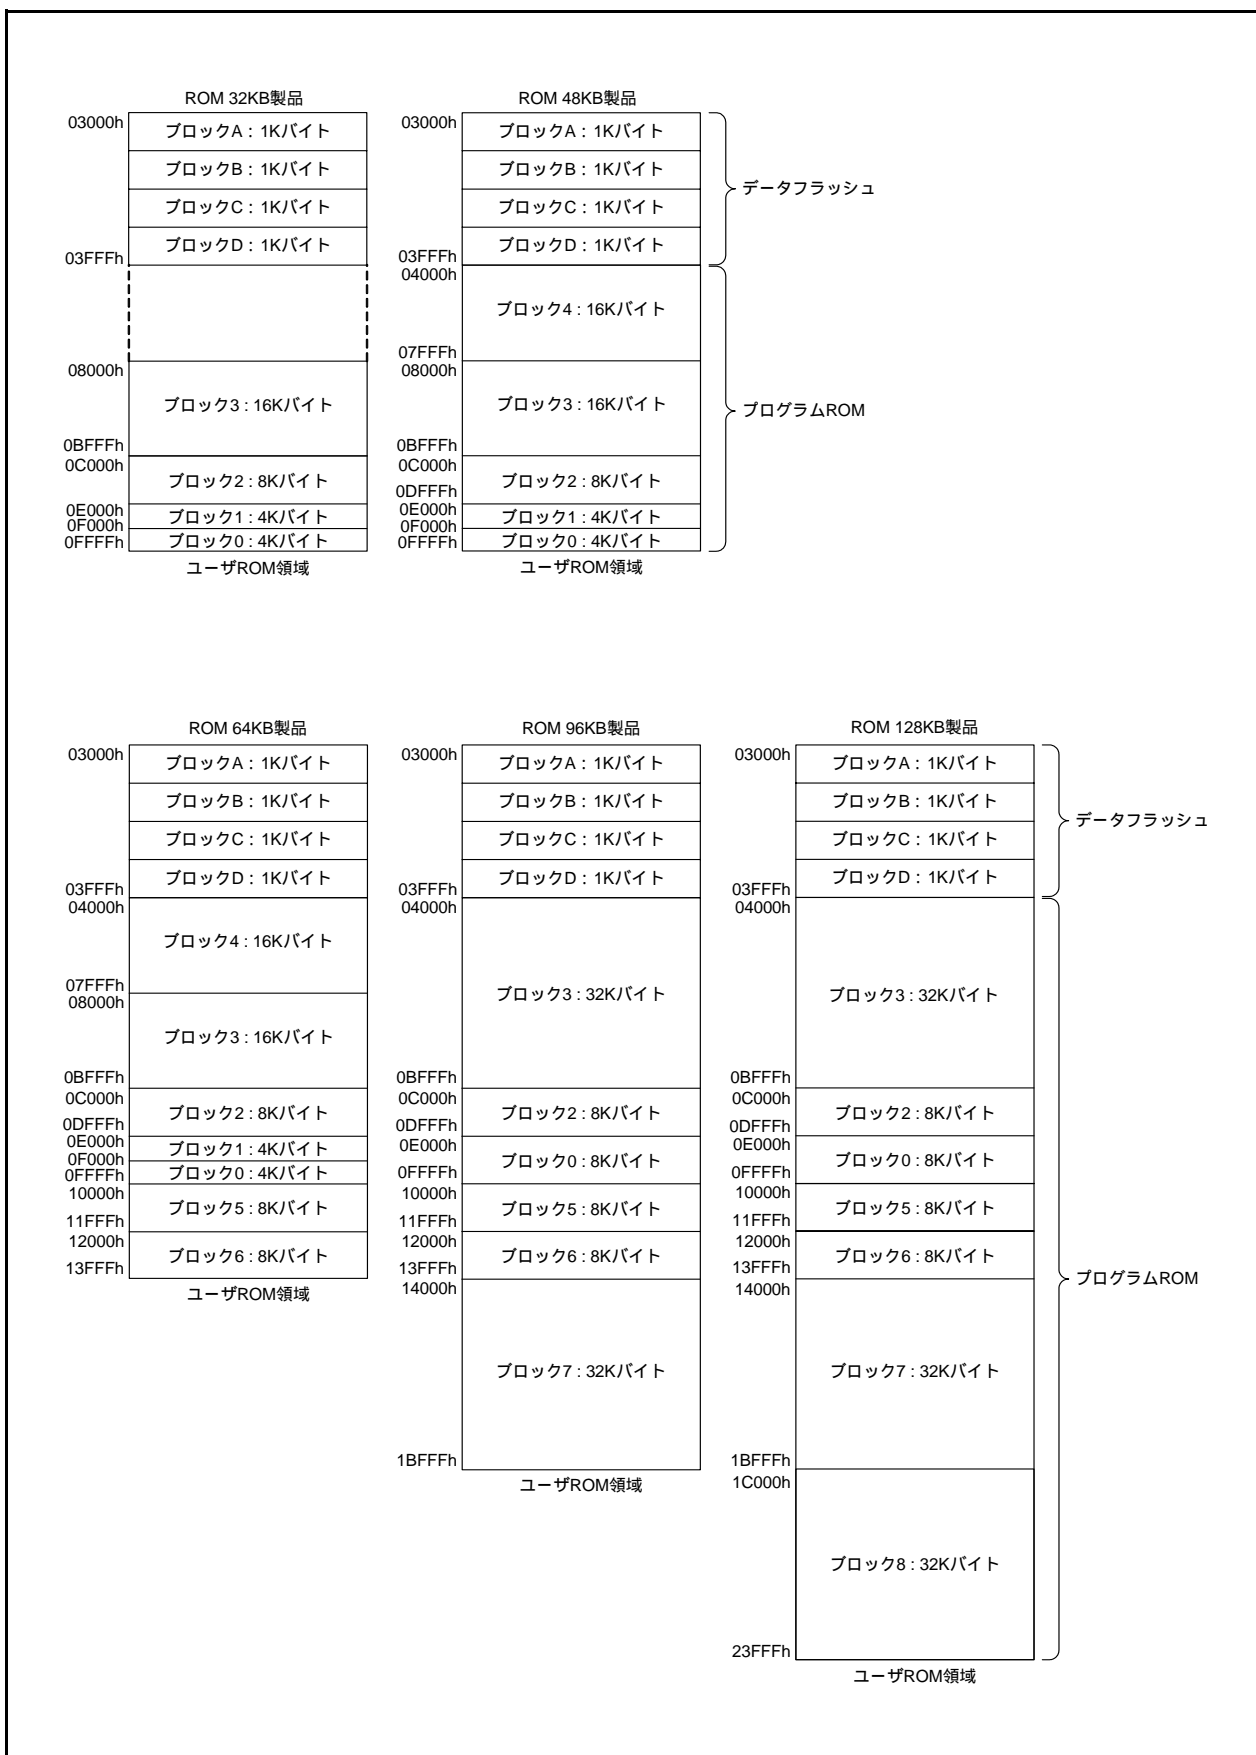 ROM 32KB製品
03000h
ブロックA : 1Kバイト
ブロックB : 1Kバイト
ブロックC : 1Kバイト
ブロックD : 1Kバイト
03FFFh
08000h
ブロック3 : 16Kバイト
0BFFFh
0C000h
ブロック2 : 8Kバイト
0E000h
ブロック1 : 4Kバイト
0F000h
0FFFFh
ブロック0 : 4Kバイト
ユーザROM領域
ROM 48KB製品
03000h
ブロックA : 1Kバイト
ブロックB : 1Kバイト
ブロックC : 1Kバイト
ブロックD : 1Kバイト
03FFFh
04000h
ブロック4 : 16Kバイト
07FFFh
08000h
ブロック3 : 16Kバイト
0BFFFh
0C000h
ブロック2 : 8Kバイト
0DFFFh
0E000h
ブロック1 : 4Kバイト
0F000h
0FFFFh
ブロック0 : 4Kバイト
ユーザROM領域
データフラッシュ
プログラムROM
ROM 64KB製品
03000h
ブロックA : 1Kバイト
ブロックB : 1Kバイト
ブロックC : 1Kバイト
ブロックD : 1Kバイト
03FFFh
04000h
ブロック4 : 16Kバイト
07FFFh
08000h
ブロック3 : 16Kバイト
0BFFFh
0C000h
ブロック2 : 8Kバイト
0DFFFh
0E000h
ブロック1 : 4Kバイト
0F000h
0FFFFh
ブロック0 : 4Kバイト
10000h
ブロック5 : 8Kバイト
11FFFh
12000h
ブロック6 : 8Kバイト
13FFFh
ユーザROM領域
ROM 96KB製品
03000h
ブロックA : 1Kバイト
ブロックB : 1Kバイト
ブロックC : 1Kバイト
ブロックD : 1Kバイト
03FFFh
04000h
ブロック3 : 32Kバイト
0BFFFh
0C000h
ブロック2 : 8Kバイト
0DFFFh
0E000h
ブロック0 : 8Kバイト
0FFFFh
10000h
ブロック5 : 8Kバイト
11FFFh
12000h
ブロック6 : 8Kバイト
13FFFh
14000h
ブロック7 : 32Kバイト
1BFFFh
ユーザROM領域
ROM 128KB製品
03000h
ブロックA : 1Kバイト
ブロックB : 1Kバイト
ブロックC : 1Kバイト
ブロックD : 1Kバイト
03FFFh
04000h
ブロック3 : 32Kバイト
0BFFFh
0C000h
ブロック2 : 8Kバイト
0DFFFh
0E000h
ブロック0 : 8Kバイト
0FFFFh
10000h
ブロック5 : 8Kバイト
11FFFh
12000h
ブロック6 : 8Kバイト
13FFFh
14000h
ブロック7 : 32Kバイト
1BFFFh
1C000h
ブロック8 : 32Kバイト
23FFFh
ユーザROM領域
データフラッシュ
プログラムROM